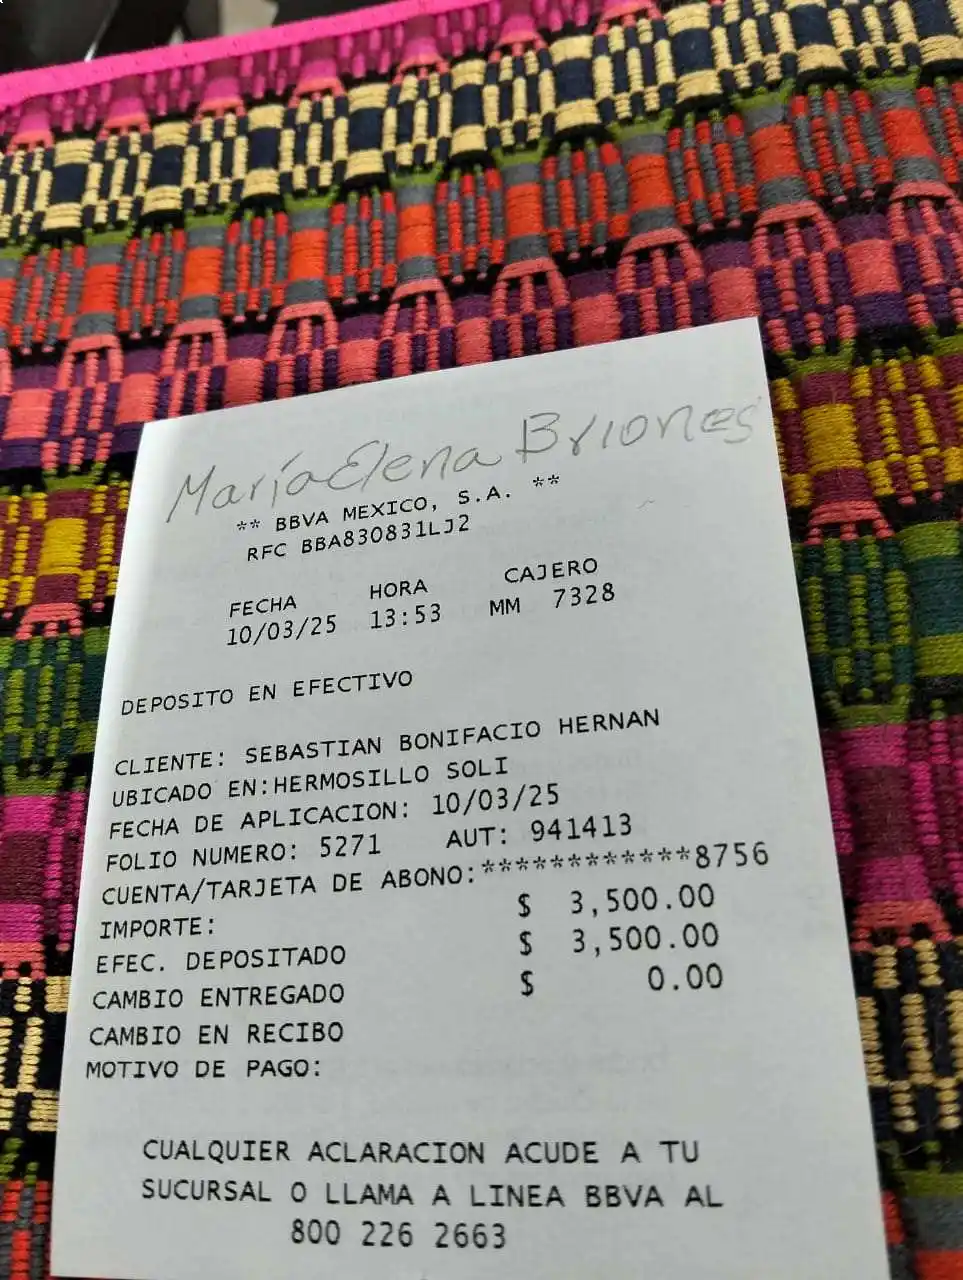 María Elena Briones
** BBVA MEXICO, S.A. **
RFC BBA830831LJ2
FECHA HORA CAJERO
10/03/25 13:53 MM 7328
DEPOSITO EN EFECTIVO
CLIENTE: SEBASTIAN BONIFACIO HERNAN
UBICADO EN:HERMOSILLO SOLI
FECHA DE APLICACION: 10/03/25
FOLIO NUMERO: 5271 AUT: 941413
CUENTA/TARJETA DE ABONO:************8756
IMPORTE: $ 3,500.00
EFEC. DEPOSITADO $ 3,500.00
CAMBIO ENTREGADO $ 0.00
CAMBIO EN RECIBO
MOTIVO DE PAGO:
CUALQUIER ACLARACION ACUDE A TU
SUCURSAL O LLAMA A LINEA BBVA AL
800 226 2663